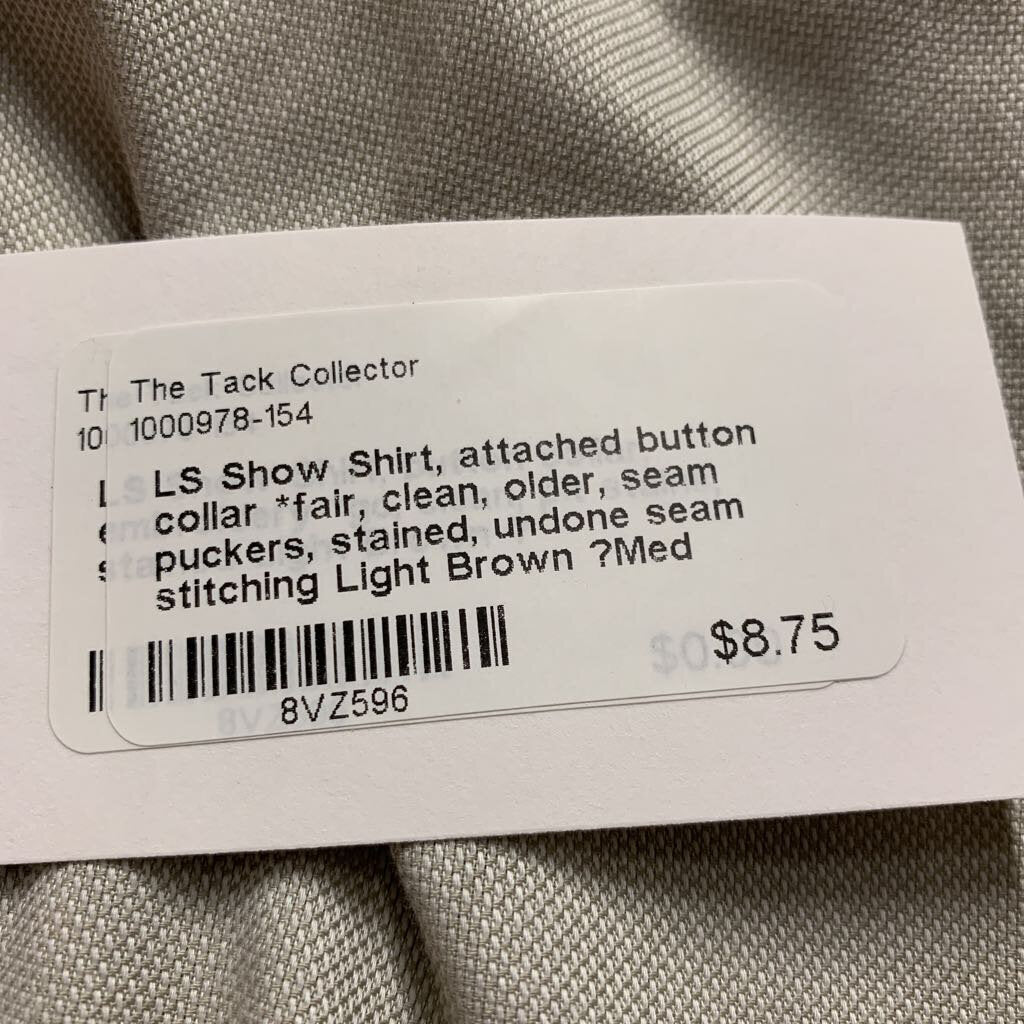 The Tack Collector
1000978-154
LS Show Shirt, attached button
collar *fair, clean, older, seam
puckers, stained, undone seam
stitching Light Brown ?Med
$8.75
8VZ596